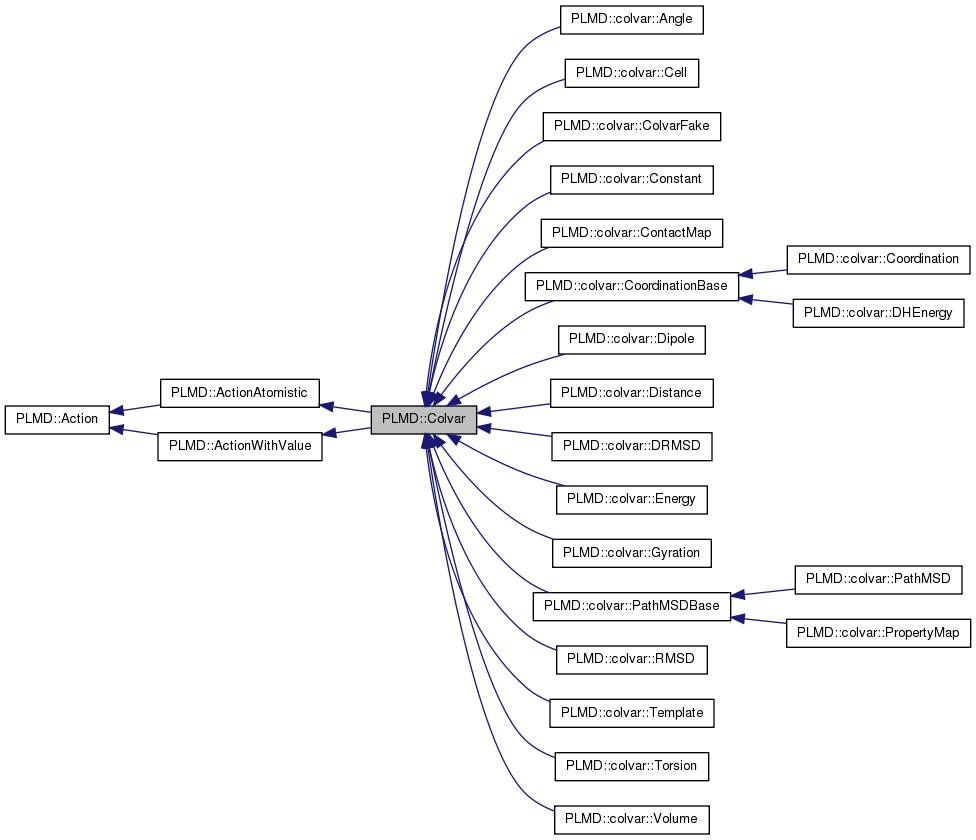 PLMD::colvar::Angle
PLMD::colvar::Cell
PLMD::colvar::ColvarFake
PLMD::colvar::Constant
PLMD::colvar::ContactMap
PLMD::colvar::Coordination
PLMD::colvar::CoordinationBase
PLMD::colvar::DHEnergy
PLMD::colvar::Dipole
PLMD::ActionAtomistic
PLMD::colvar::Distance
PLMD::Action
PLMD::Colvar
PLMD::ActionWithValue
PLMD::colvar::DRMSD
PLMD::colvar::Energy
PLMD::colvar::Gyration
PLMD::colvar::PathMSD
PLMD::colvar::PathMSDBase
PLMD::colvar::PropertyMap
PLMD::colvar::RMSD
PLMD::colvar::Template
PLMD::colvar::Torsion
PLMD::colvar::Volume